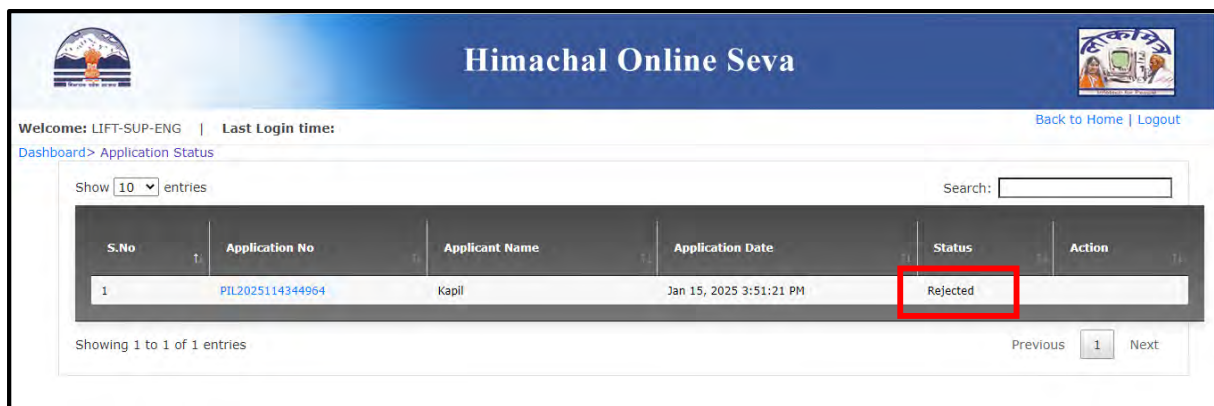 Himachal Online Seva
लोकमित्र
Welcome: LIFT-SUP-ENG | Last Login time:
Back to Home | Logout
Dashboard> Application Status
Show 10 entries
Search:
S.No Application No Applicant Name Application Date Status Action
1 PIL2025114344964 Kapil Jan 15, 2025 3:51:21 PM Rejected
Showing 1 to 1 of 1 entries
Previous 1 Next